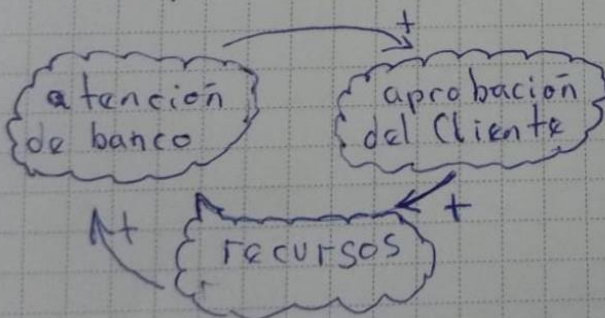 +
atención
de banco
aprobación
del Cliente
+
+
recursos